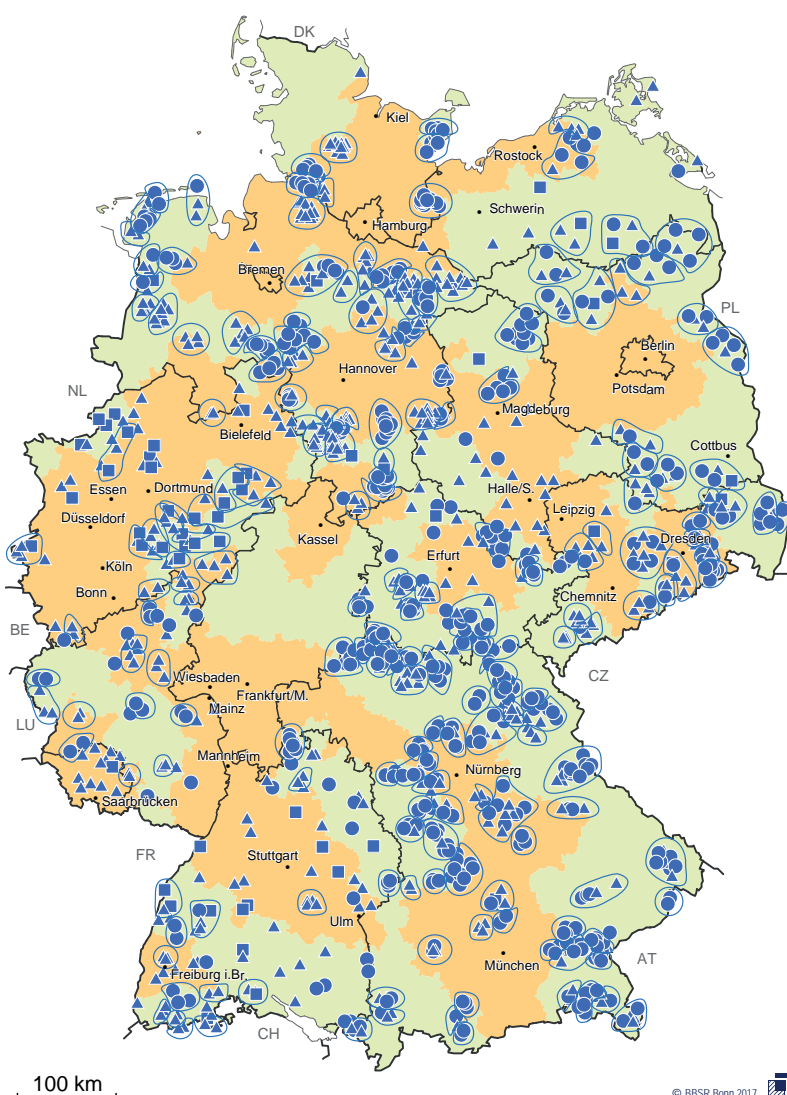 DK
Kiel
Rostock
Schwerin
Hamburg
Bremen
PL
Berlin
NL
Hannover
Potsdam
Magdeburg
Bielefeld
Cottbus
Essen
Dortmund
Halle/S.
Leipzig
Düsseldorf
Kassel
Dresden
Erfurt
Köln
Bonn
Chemnitz
BE
CZ
Wiesbaden
Frankfurt/M.
Mainz
LU
Mannheim
Nürnberg
Saarbrücken
FR
Stuttgart
Ulm
München
AT
Freiburg i.Br.
CH
100 km
© BBSR Bonn 2017